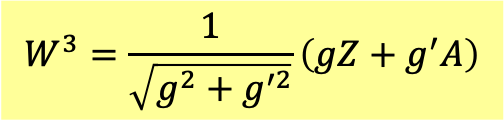 W³ = 1/√(g² + g′²) (gZ + g′A)